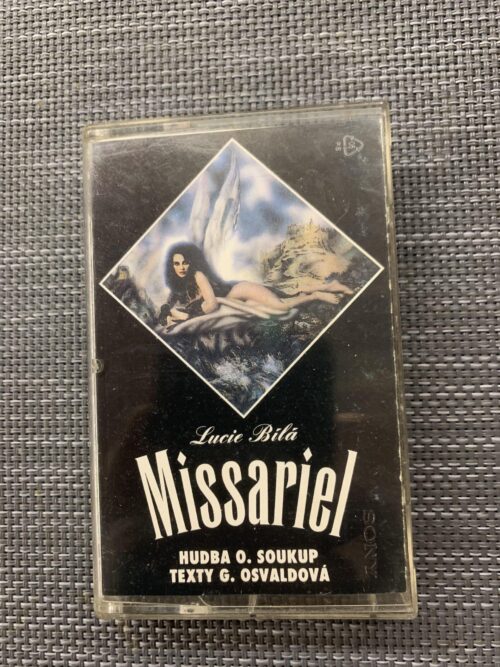 Lucie Bílá
Missariel
HUDBA O. SOUKUP
TEXTY G. OSVALDOVÁ
SONY